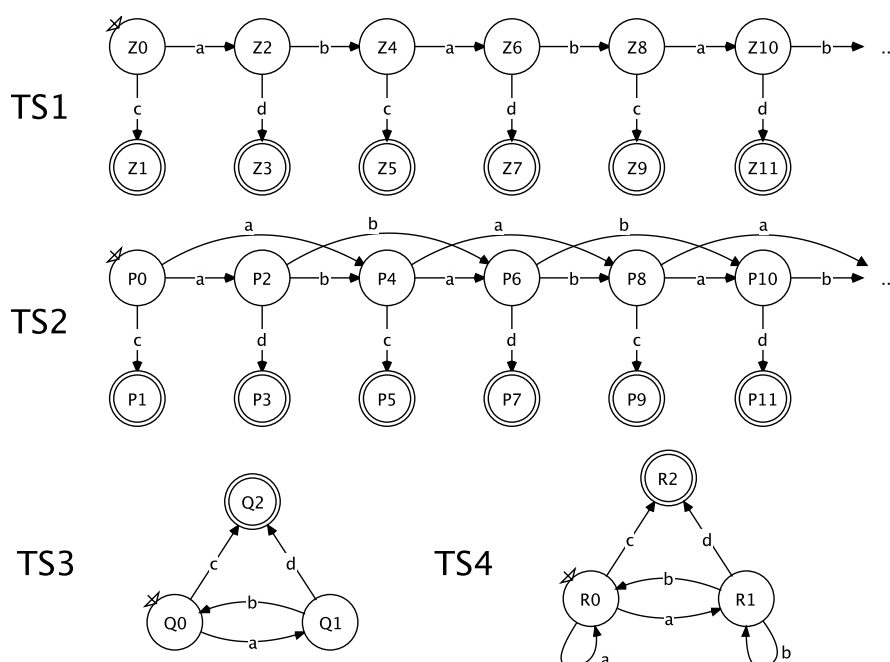 Z0 a Z2 b Z4 a Z6 b Z8 a Z10 b ..
TS1
c d c d c d
Z1 Z3 Z5 Z7 Z9 Z11
a b a b a
P0 a P2 b P4 a P6 b P8 a P10 b ..
TS2
c d c d c d
P1 P3 P5 P7 P9 P11
Q2
R2
TS3
c d
TS4
c d
b
b
Q0 Q1
R0 R1
a
a
a
b